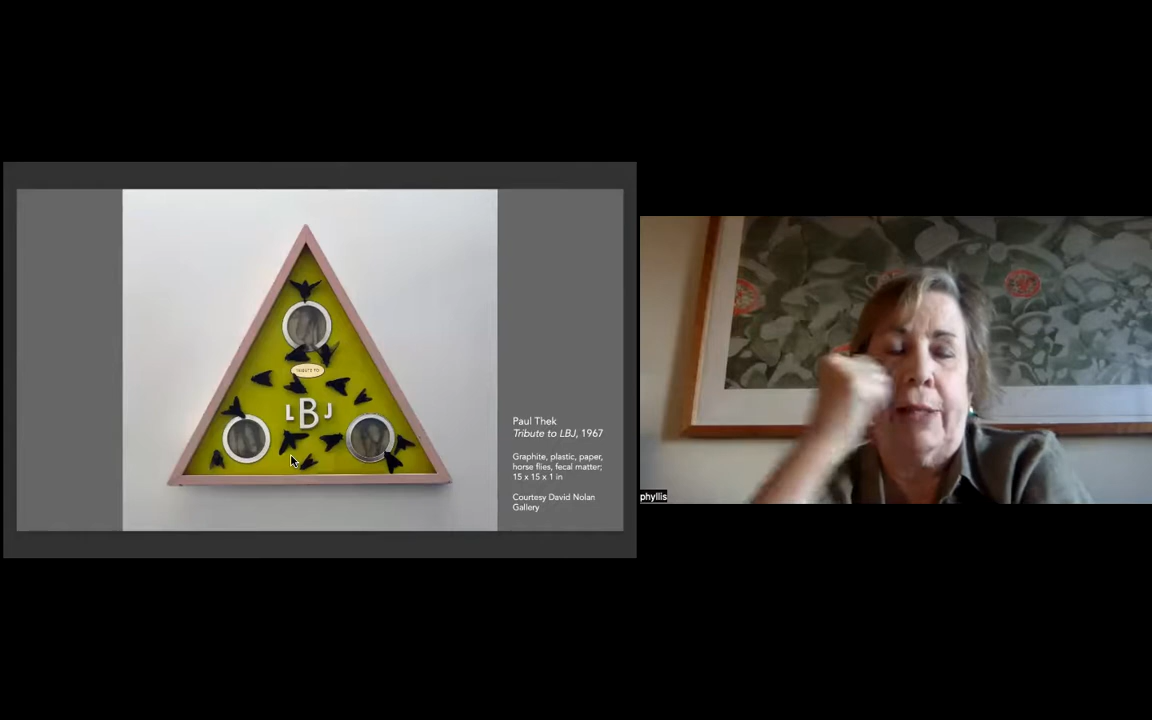 TRIBUTE TO
LBJ
Paul Thek
Tribute to LBJ, 1967
Graphite, plastic, paper,
horse flies, fecal matter;
15 x 15 x 1 in
Courtesy David Nolan
Gallery
phyllis